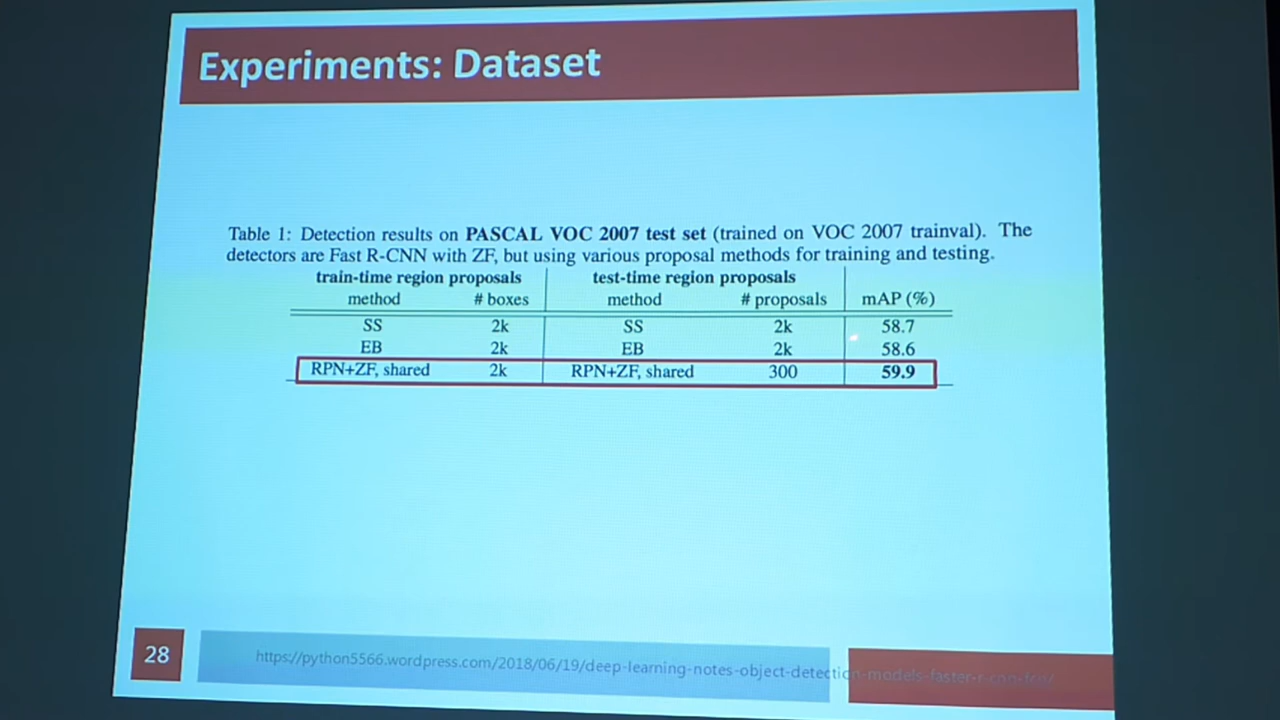 Experiments: Dataset
Table 1: Detection results on PASCAL VOC 2007 test set (trained on VOC 2007 trainval). The
detectors are Fast R-CNN with ZF, but using various proposal methods for training and testing.
train-time region proposals test-time region proposals
method # boxes method # proposals mAP (%)
SS 2k SS 2k 58.7
EB 2k EB 2k 58.6
RPN+ZF, shared 2k RPN+ZF, shared 300 59.9
28
https://python5566.wordpress.com/2018/06/19/deep-learning-notes-object-detection-models-faster-r-cnn-fcn/